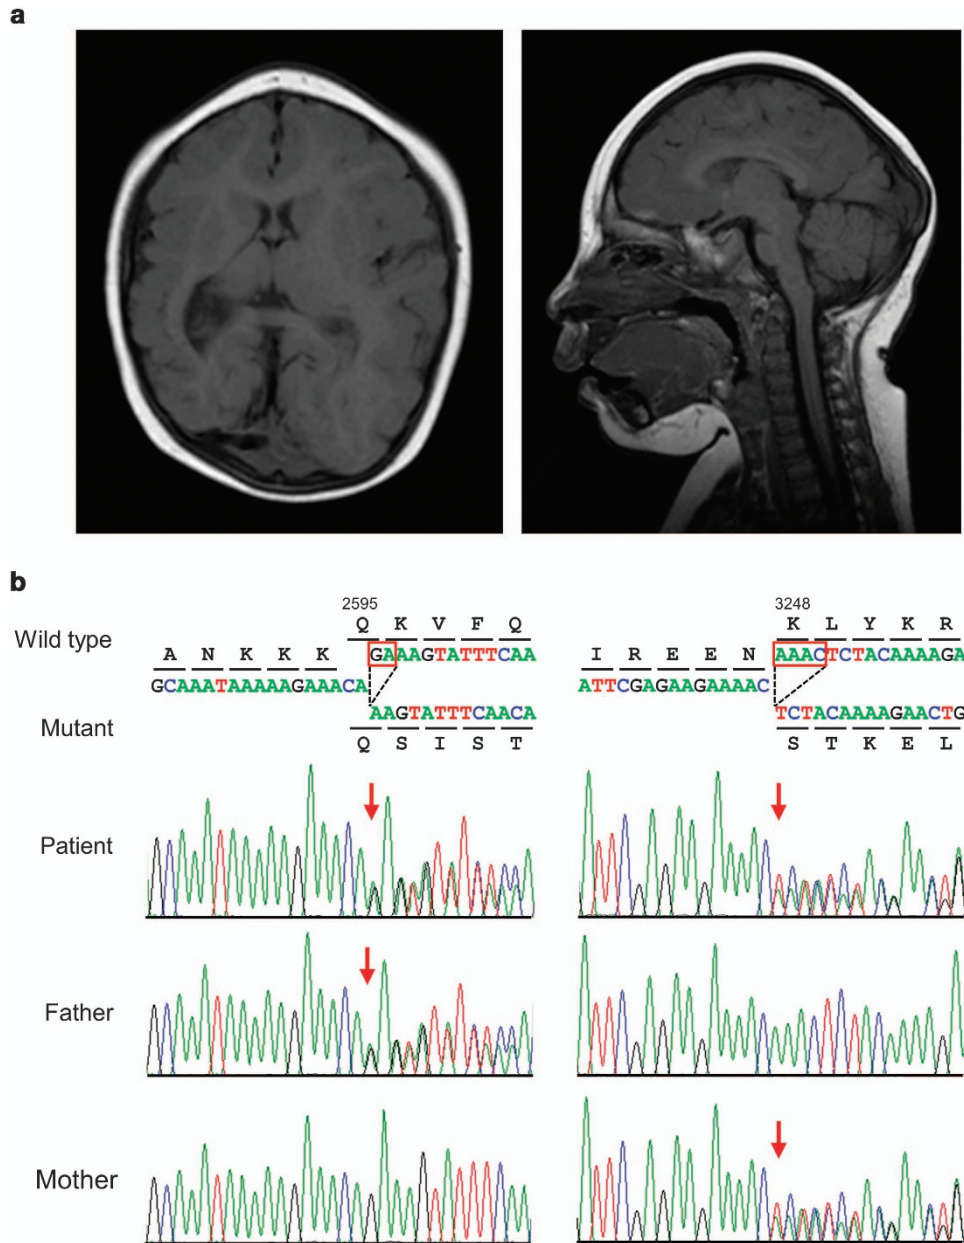 a
b
2595
3248
Q K V F Q
K L Y K R
Wild type
A N K K K
GAAAGTATTTCAA
I R E E N
AAACTCTACAAAAGA
GCAAATAAAAAGAAACA
ATTCGAGAAGAAAAC
Mutant
AAGTATTTCAACA
TCTACAAAAGAACTG
Q S I S T
S T K E L
Patient
Father
Mother